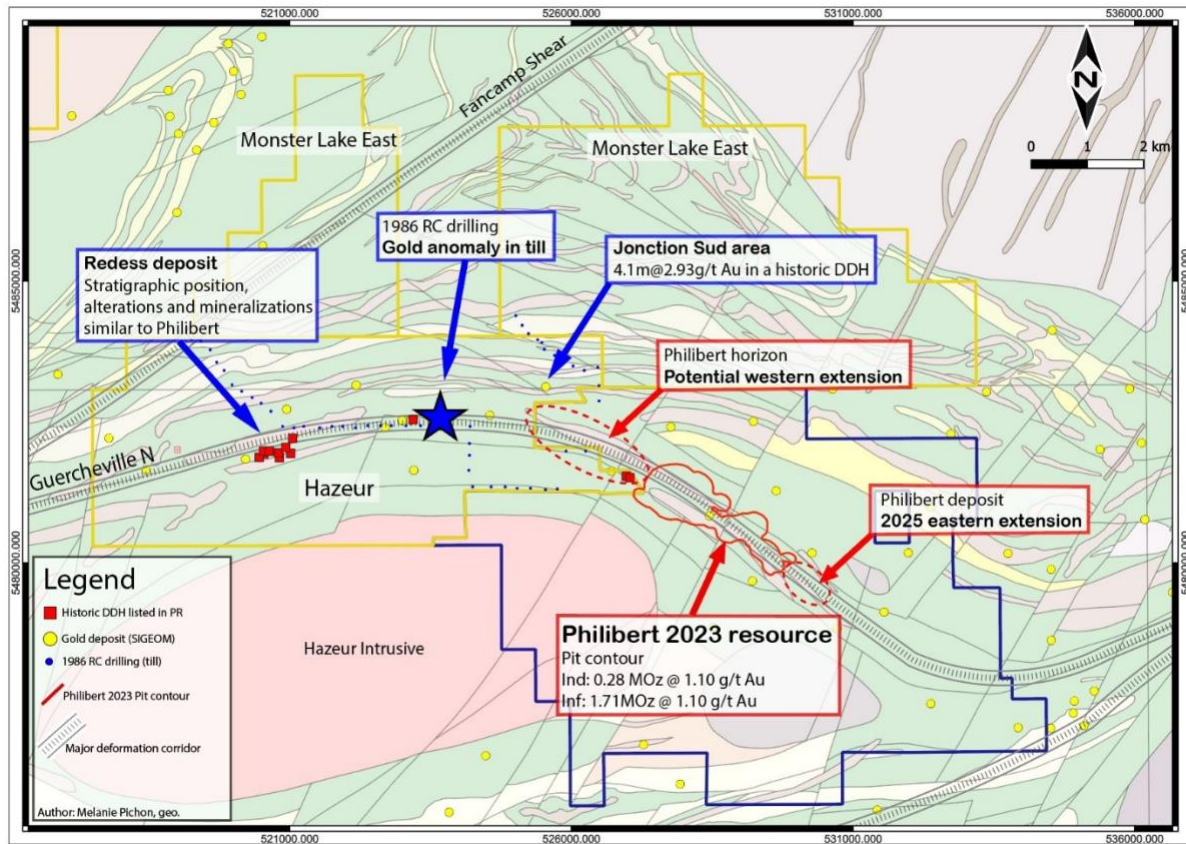 521000.000
526000.000
531000.000
536000.000
Fancamp Shear
Monster Lake East
Monster Lake East
N
0 1 2 km
1986 RC drilling
Gold anomaly in till
Jonction Sud area
4.1m@2.93g/t Au in a historic DDH
Redess deposit
Stratigraphic position,
alterations and mineralizations
similar to Philibert
5485000.000
5485000.000
Philibert horizon
Potential western extension
Guercheville N
Hazeur
Philibert deposit
2025 eastern extension
5480000.000
5480000.000
Legend
Historic DDH listed in PR
Gold deposit (SIGEOM)
1986 RC drilling (till)
Philibert 2023 Pit contour
Major deformation corridor
Author: Melanie Pichon, geo.
Hazeur Intrusive
Philibert 2023 resource
Pit contour
Ind: 0.28 MOz @ 1.10 g/t Au
Inf: 1.71MOz @ 1.10 g/t Au
521000.000
526000.000
531000.000
536000.000